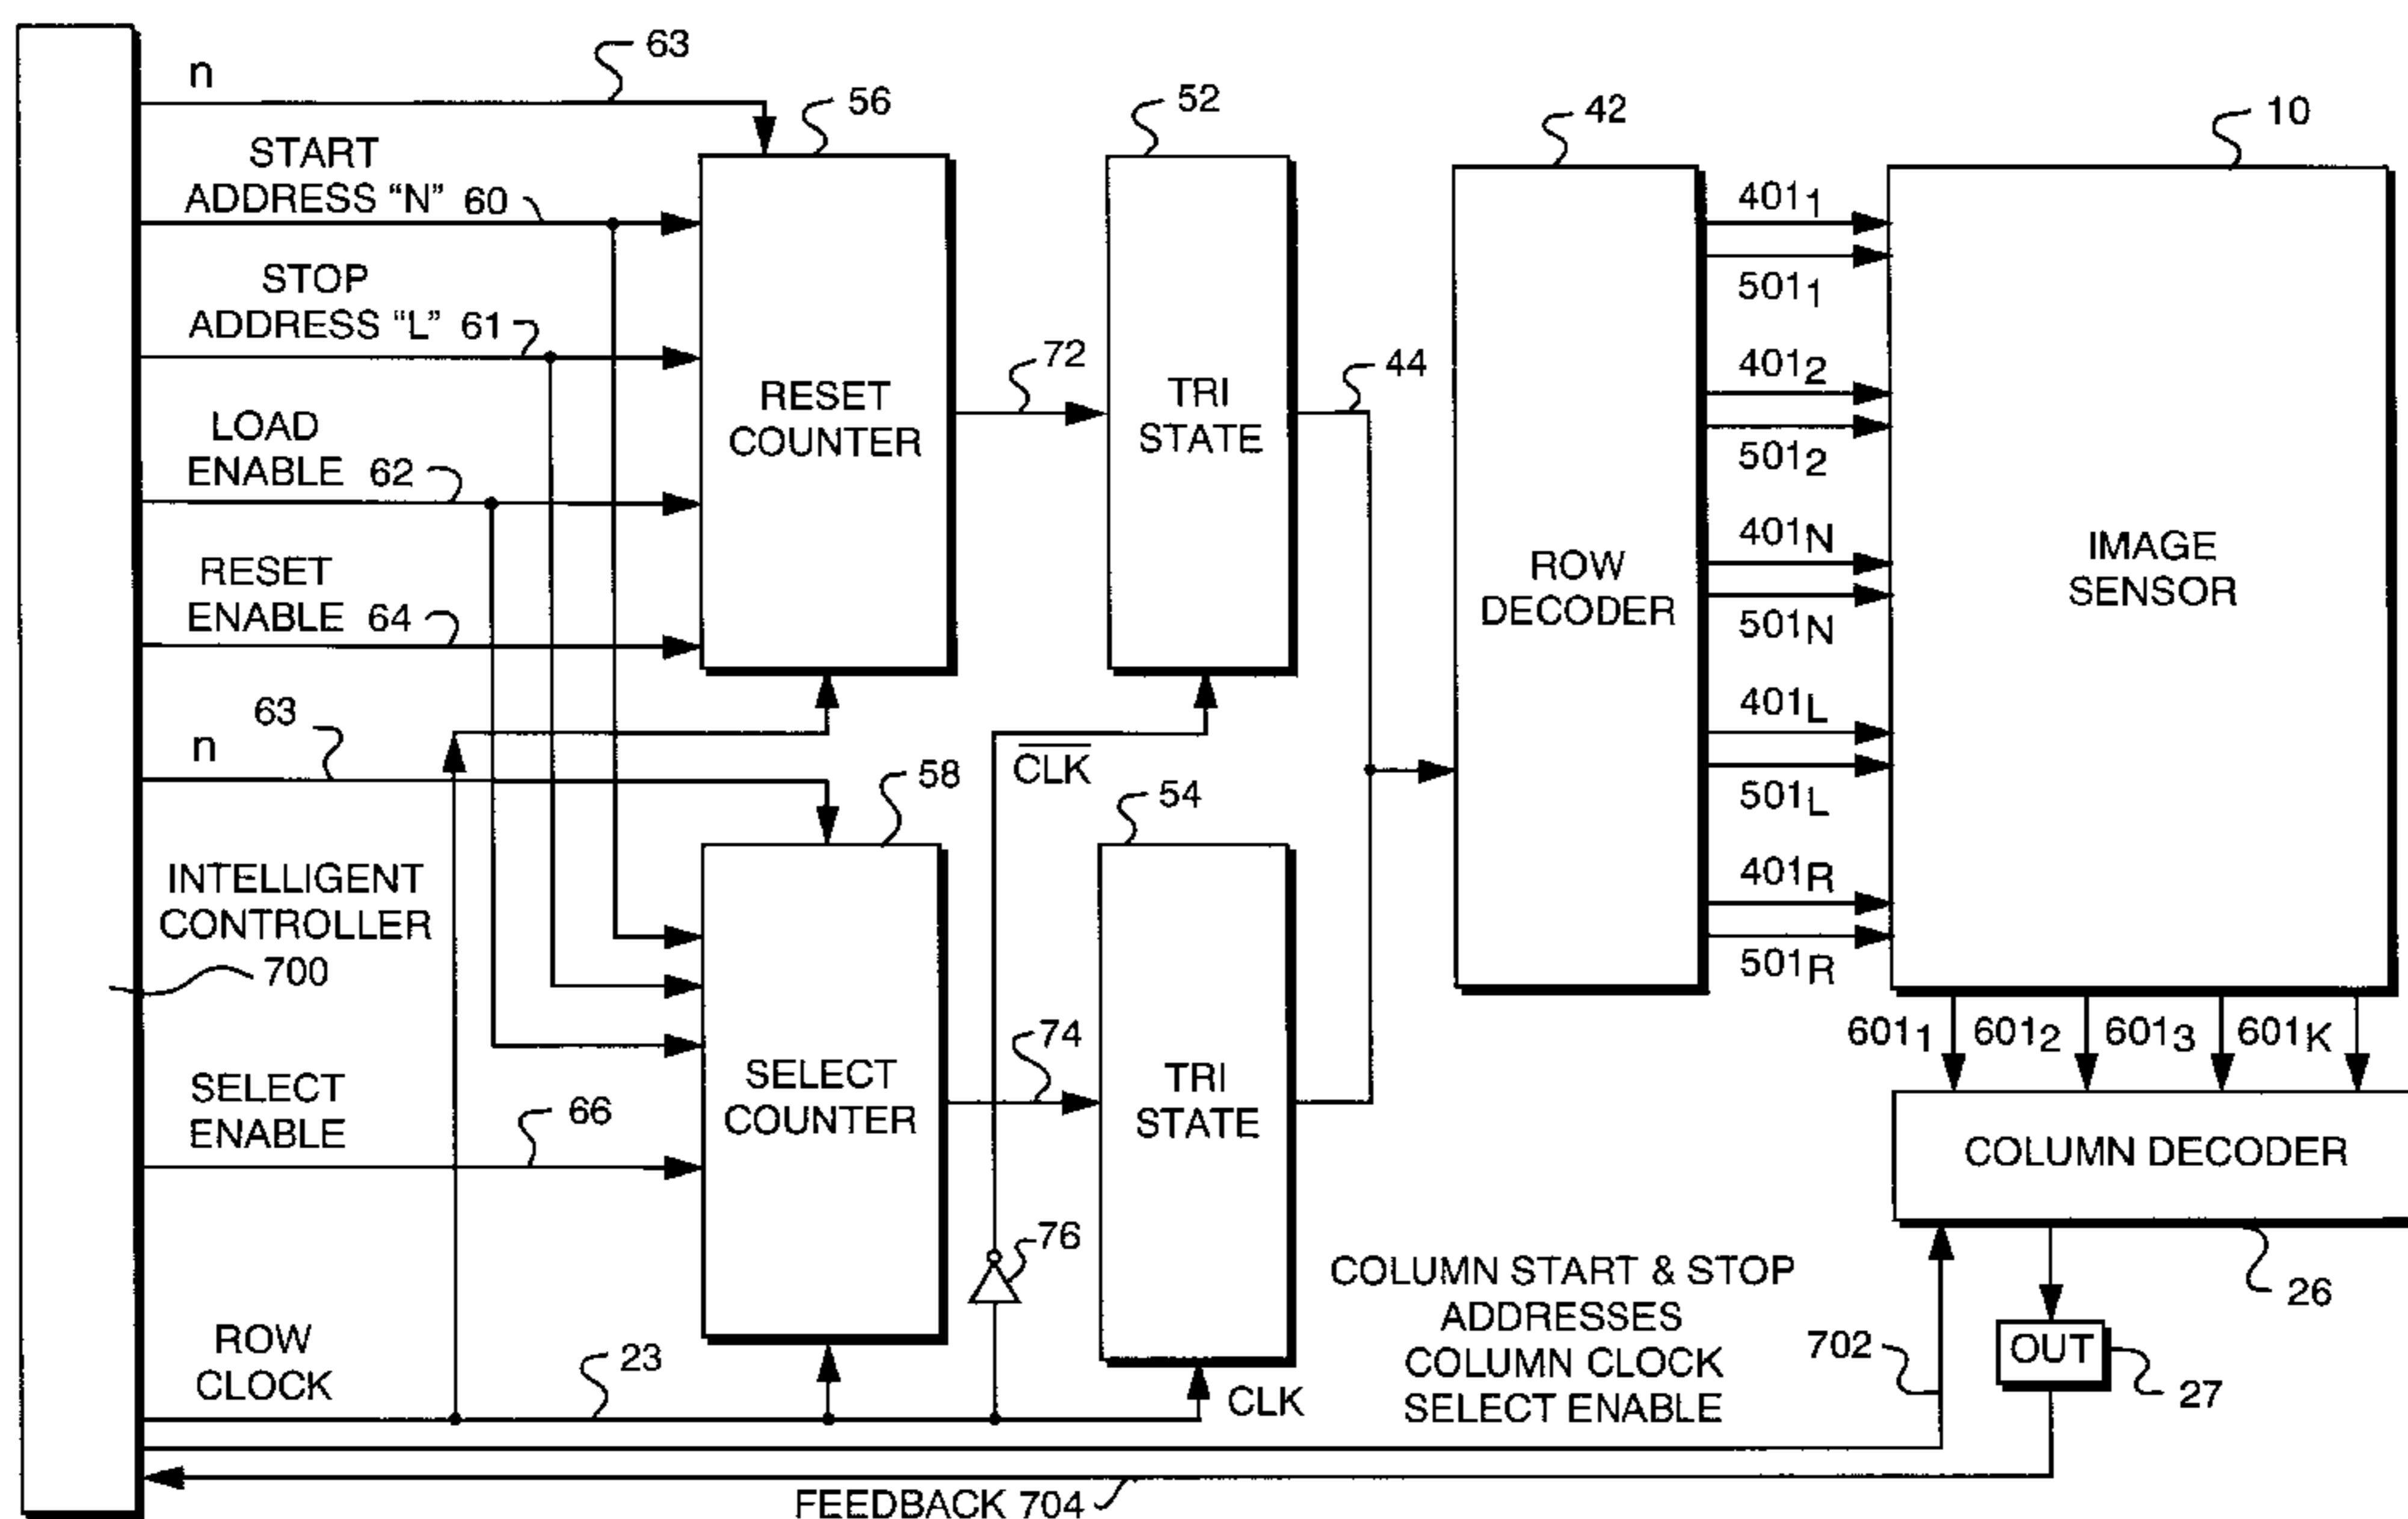 n
63
START
ADDRESS “N” 60
STOP
ADDRESS “L” 61
LOAD
ENABLE 62
RESET
ENABLE 64
n
63
INTELLIGENT
CONTROLLER
700
SELECT
ENABLE
66
ROW
CLOCK
23
56
RESET
COUNTER
72
52
TRI
STATE
44
CLK
58
SELECT
COUNTER
74
54
TRI
STATE
76
CLK
42
ROW
DECODER
401₁
501₁
401₂
501₂
401N
501N
401L
501L
401R
501R
10
IMAGE
SENSOR
601₁ 601₂ 601₃ 601K
COLUMN DECODER
26
COLUMN START & STOP
ADDRESSES
COLUMN CLOCK
SELECT ENABLE
702
OUT
27
FEEDBACK 704